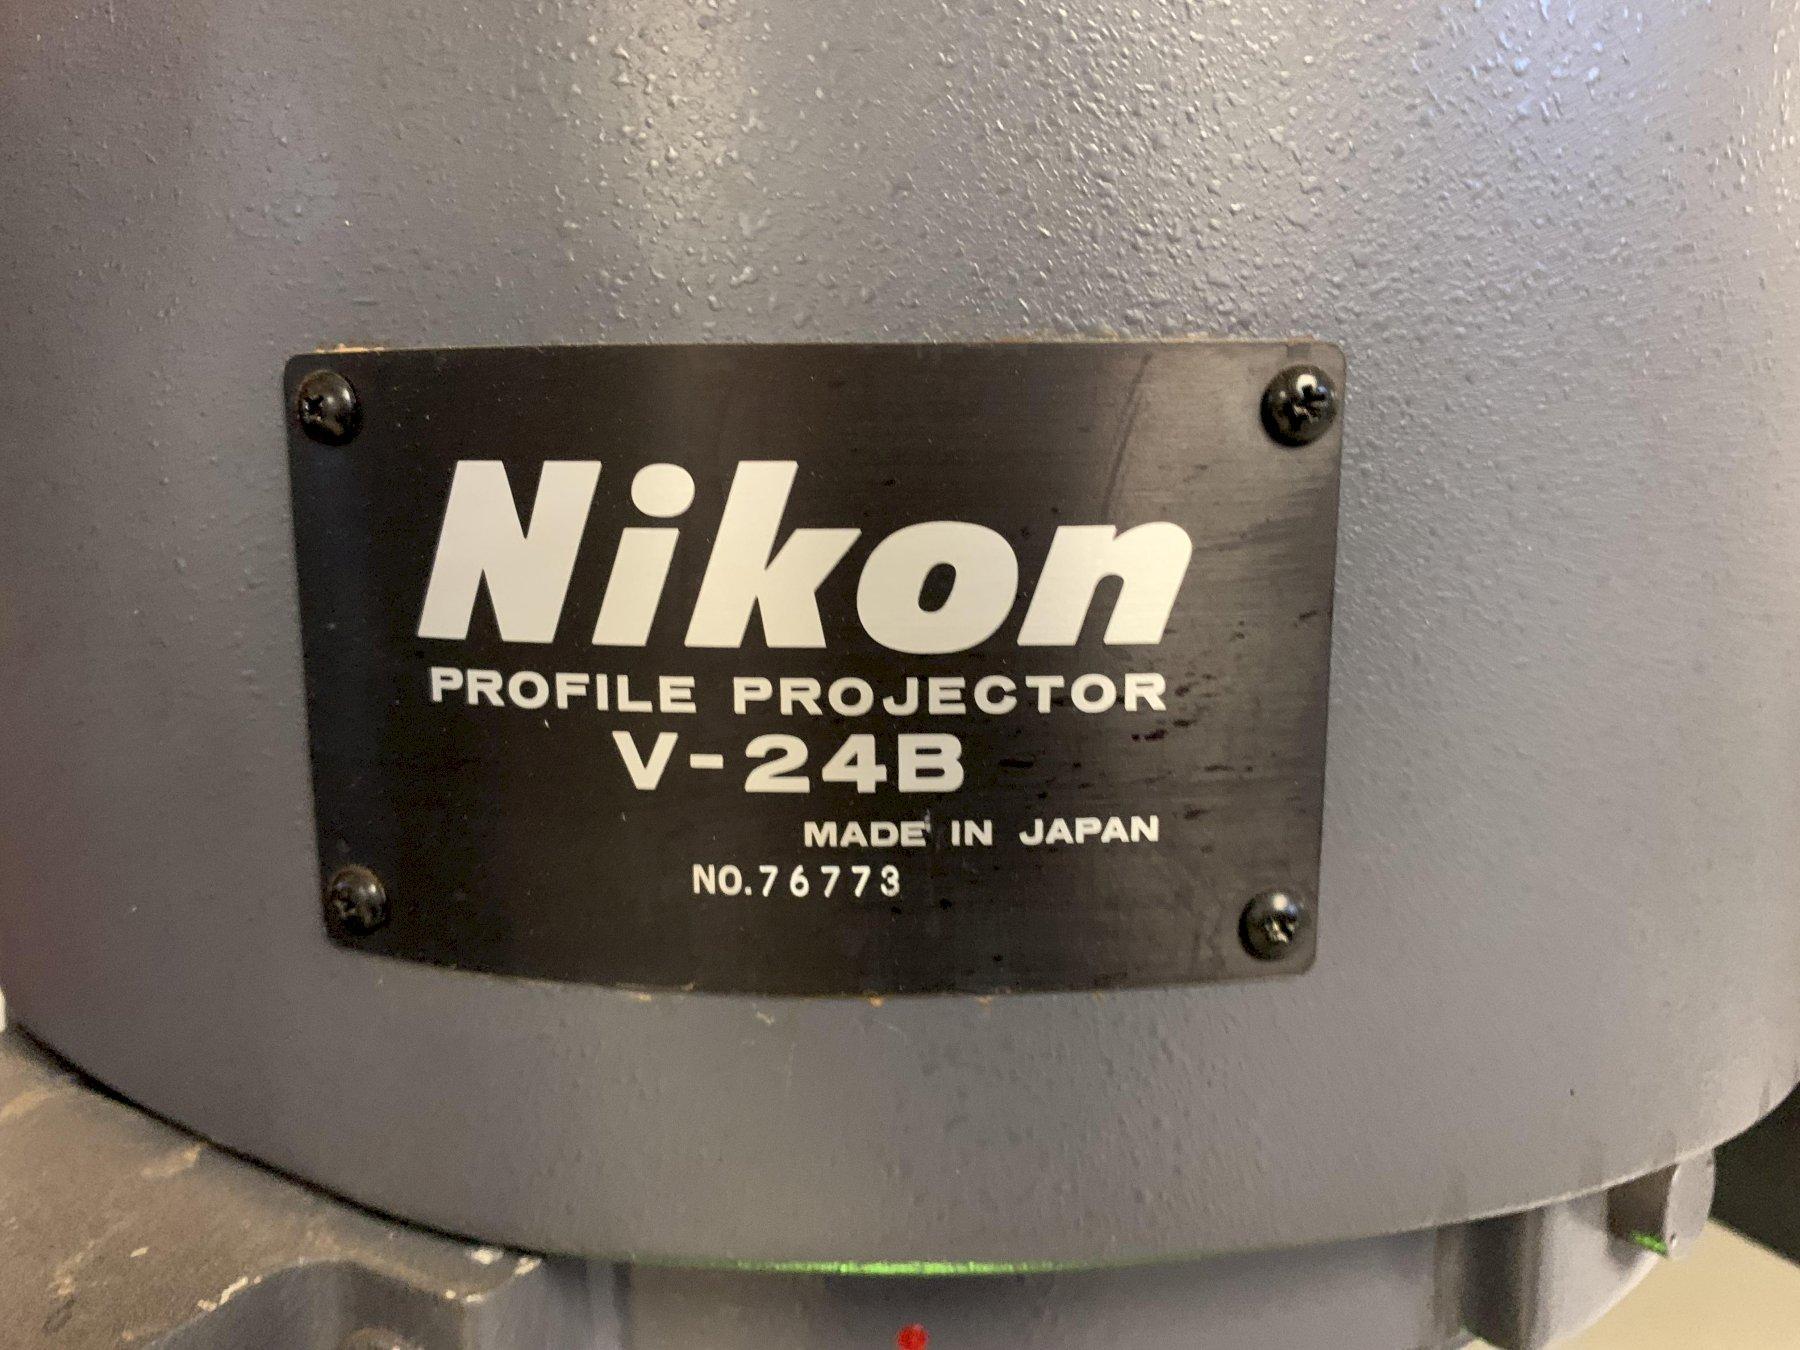 Nikon
PROFILE PROJECTOR
V-24B
MADE IN JAPAN
NO.76773